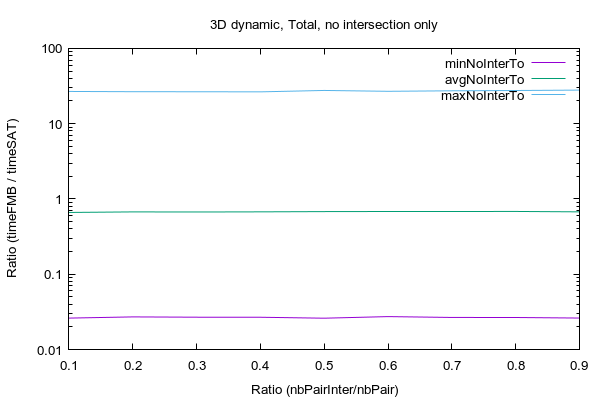 3D dynamic, Total, no intersection only
100
10
1
0.1
0.01
Ratio (timeFMB / timeSAT)
minNoInterTo
avgNoInterTo
maxNoInterTo
0.1 0.2 0.3 0.4 0.5 0.6 0.7 0.8 0.9
Ratio (nbPairInter/nbPair)